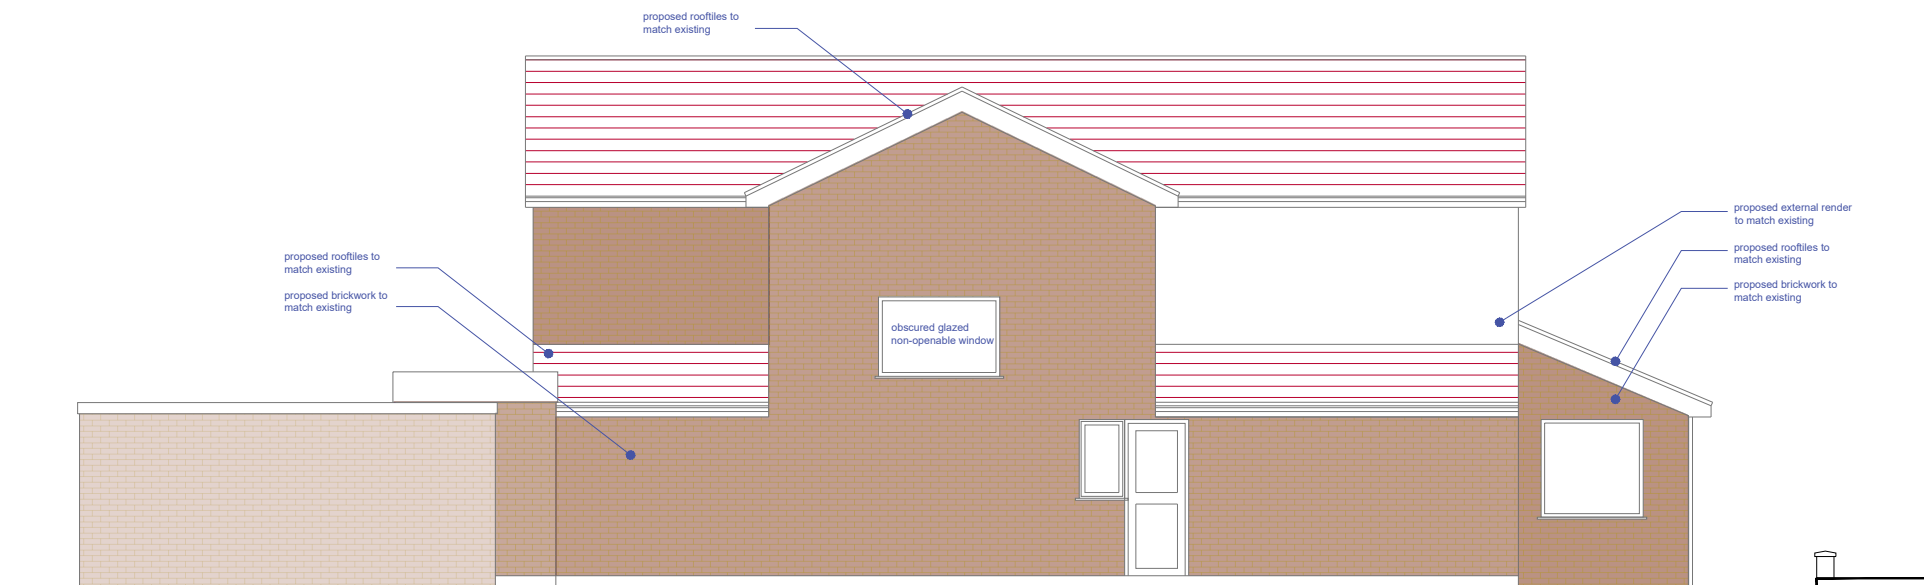 proposed rooftiles to
match existing
proposed rooftiles to
match existing
proposed brickwork to
match existing
obscured glazed
non-openable window
proposed external render
to match existing
proposed rooftiles to
match existing
proposed brickwork to
match existing